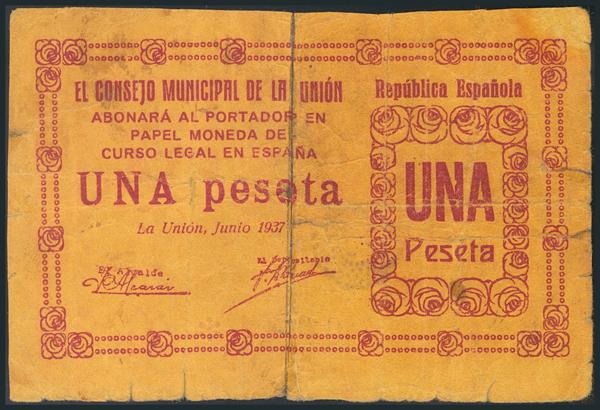 EL CONSEJO MUNICIPAL DE LA UNIÓN
ABONARÁ AL PORTADOR EN
PAPEL MONEDA DE
CURSO LEGAL EN ESPAÑA
UNA peseta
La Unión, Junio 1937
El Alcalde
El Depositario
República Española
UNA
Peseta